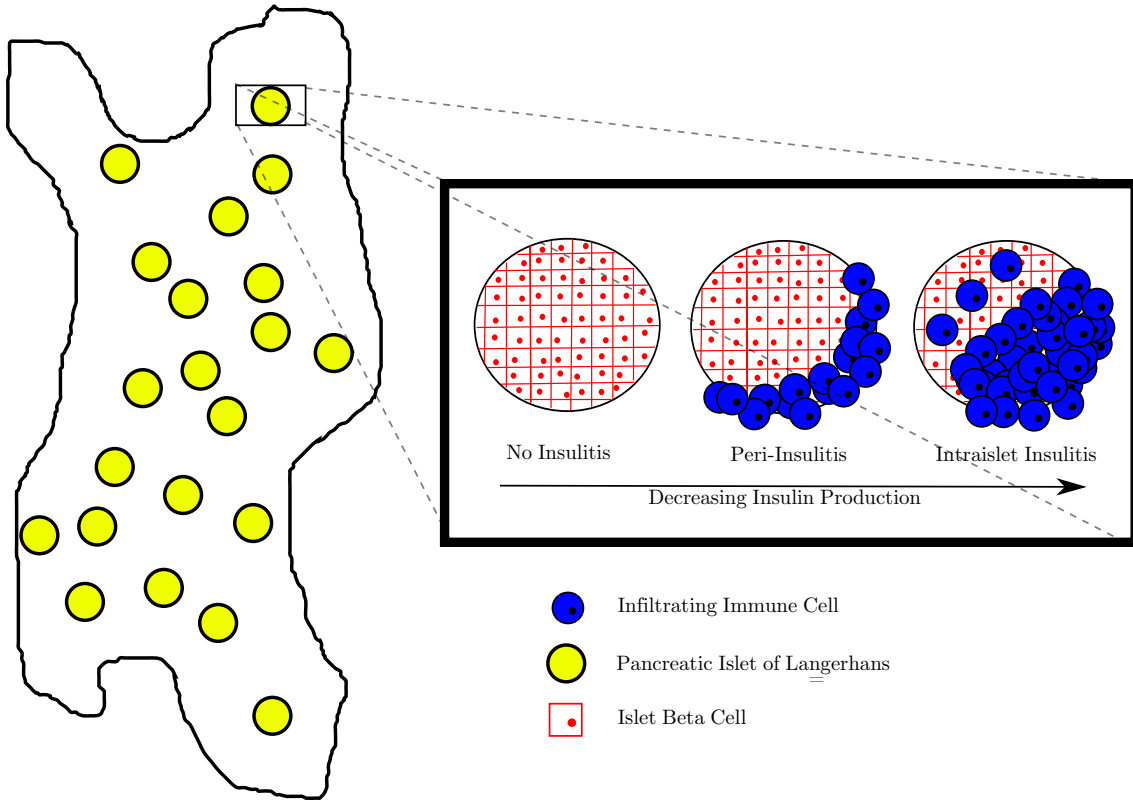 No Insulitis
Peri-Insulitis
Intraislet Insulitis
Decreasing Insulin Production
Infiltrating Immune Cell
Pancreatic Islet of Langerhans
Islet Beta Cell